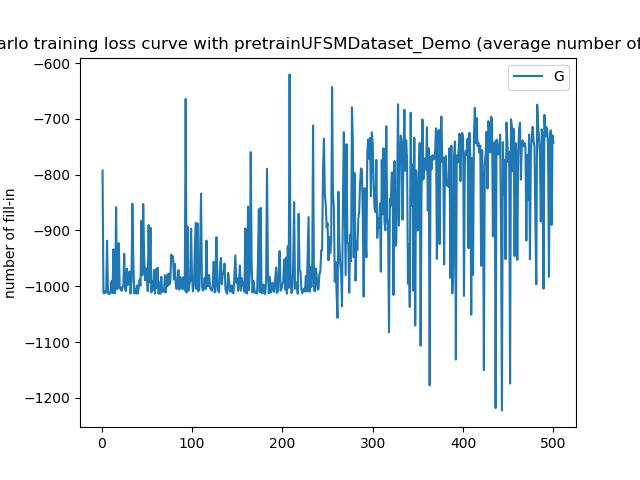 training loss curve with pretrainUFSMDataset_Demo (average number of
G
number of fill-in
−600
−700
−800
−900
−1000
−1100
−1200
0 100 200 300 400 500